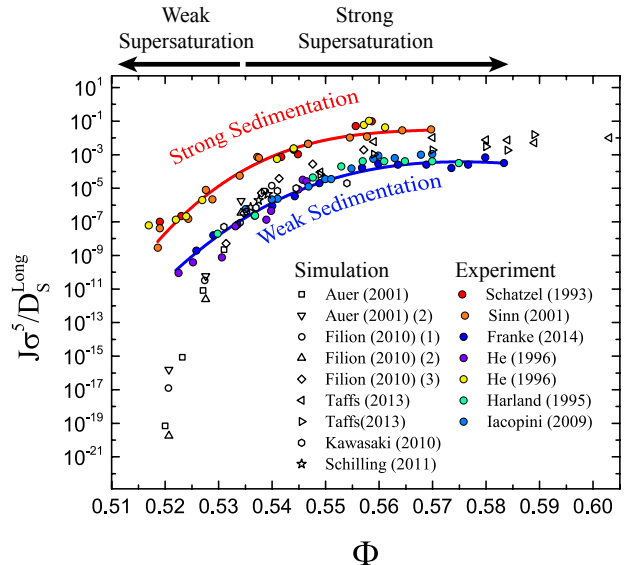 Weak
Supersaturation
Strong
Supersaturation
10^1
10^-1
10^-3
10^-5
10^-7
10^-9
10^-11
10^-13
10^-15
10^-17
10^-19
10^-21
Jσ^5/D_S^Long
Strong Sedimentation
Weak Sedimentation
Simulation
Auer (2001)
Auer (2001) (2)
Filion (2010) (1)
Filion (2010) (2)
Filion (2010) (3)
Taffs (2013)
Taffs(2013)
Kawasaki (2010)
Schilling (2011)
Experiment
Schatzel (1993)
Sinn (2001)
Franke (2014)
He (1996)
He (1996)
Harland (1995)
Iacopini (2009)
0.51 0.52 0.53 0.54 0.55 0.56 0.57 0.58 0.59 0.60
Φ